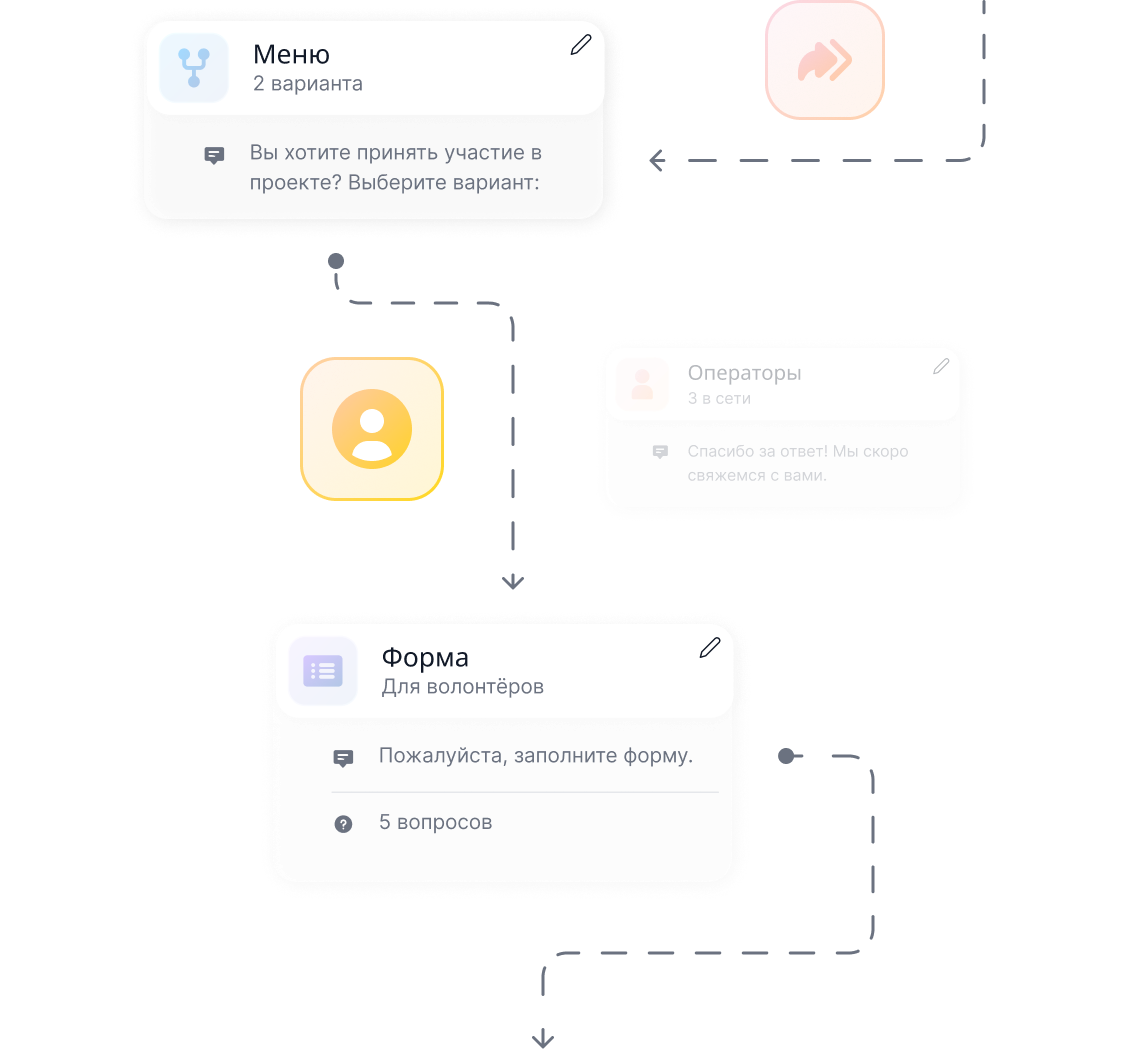 Меню
2 варианта
Вы хотите принять участие в
проекте? Выберите вариант:
Операторы
3 в сети
Спасибо за ответ! Мы скоро
свяжемся с вами.
Форма
Для волонтёров
Пожалуйста, заполните форму.
5 вопросов